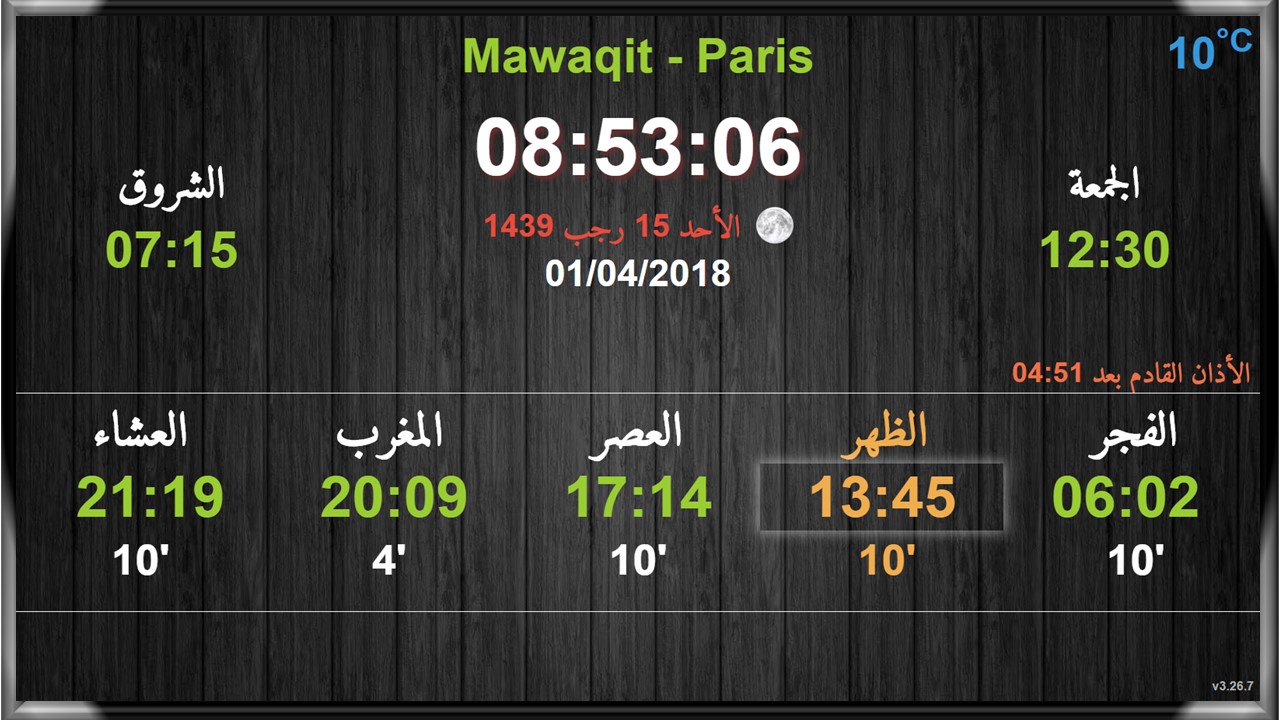 Mawaqit - Paris
10°C
08:53:06
الأحد 15 رجب 1439
01/04/2018
الجمعة
12:30
الشروق
07:15
الأذان القادم بعد 04:51
الفجر
06:02
10'
الظهر
13:45
10'
العصر
17:14
10'
المغرب
20:09
4'
العشاء
21:19
10'
v3.26.7